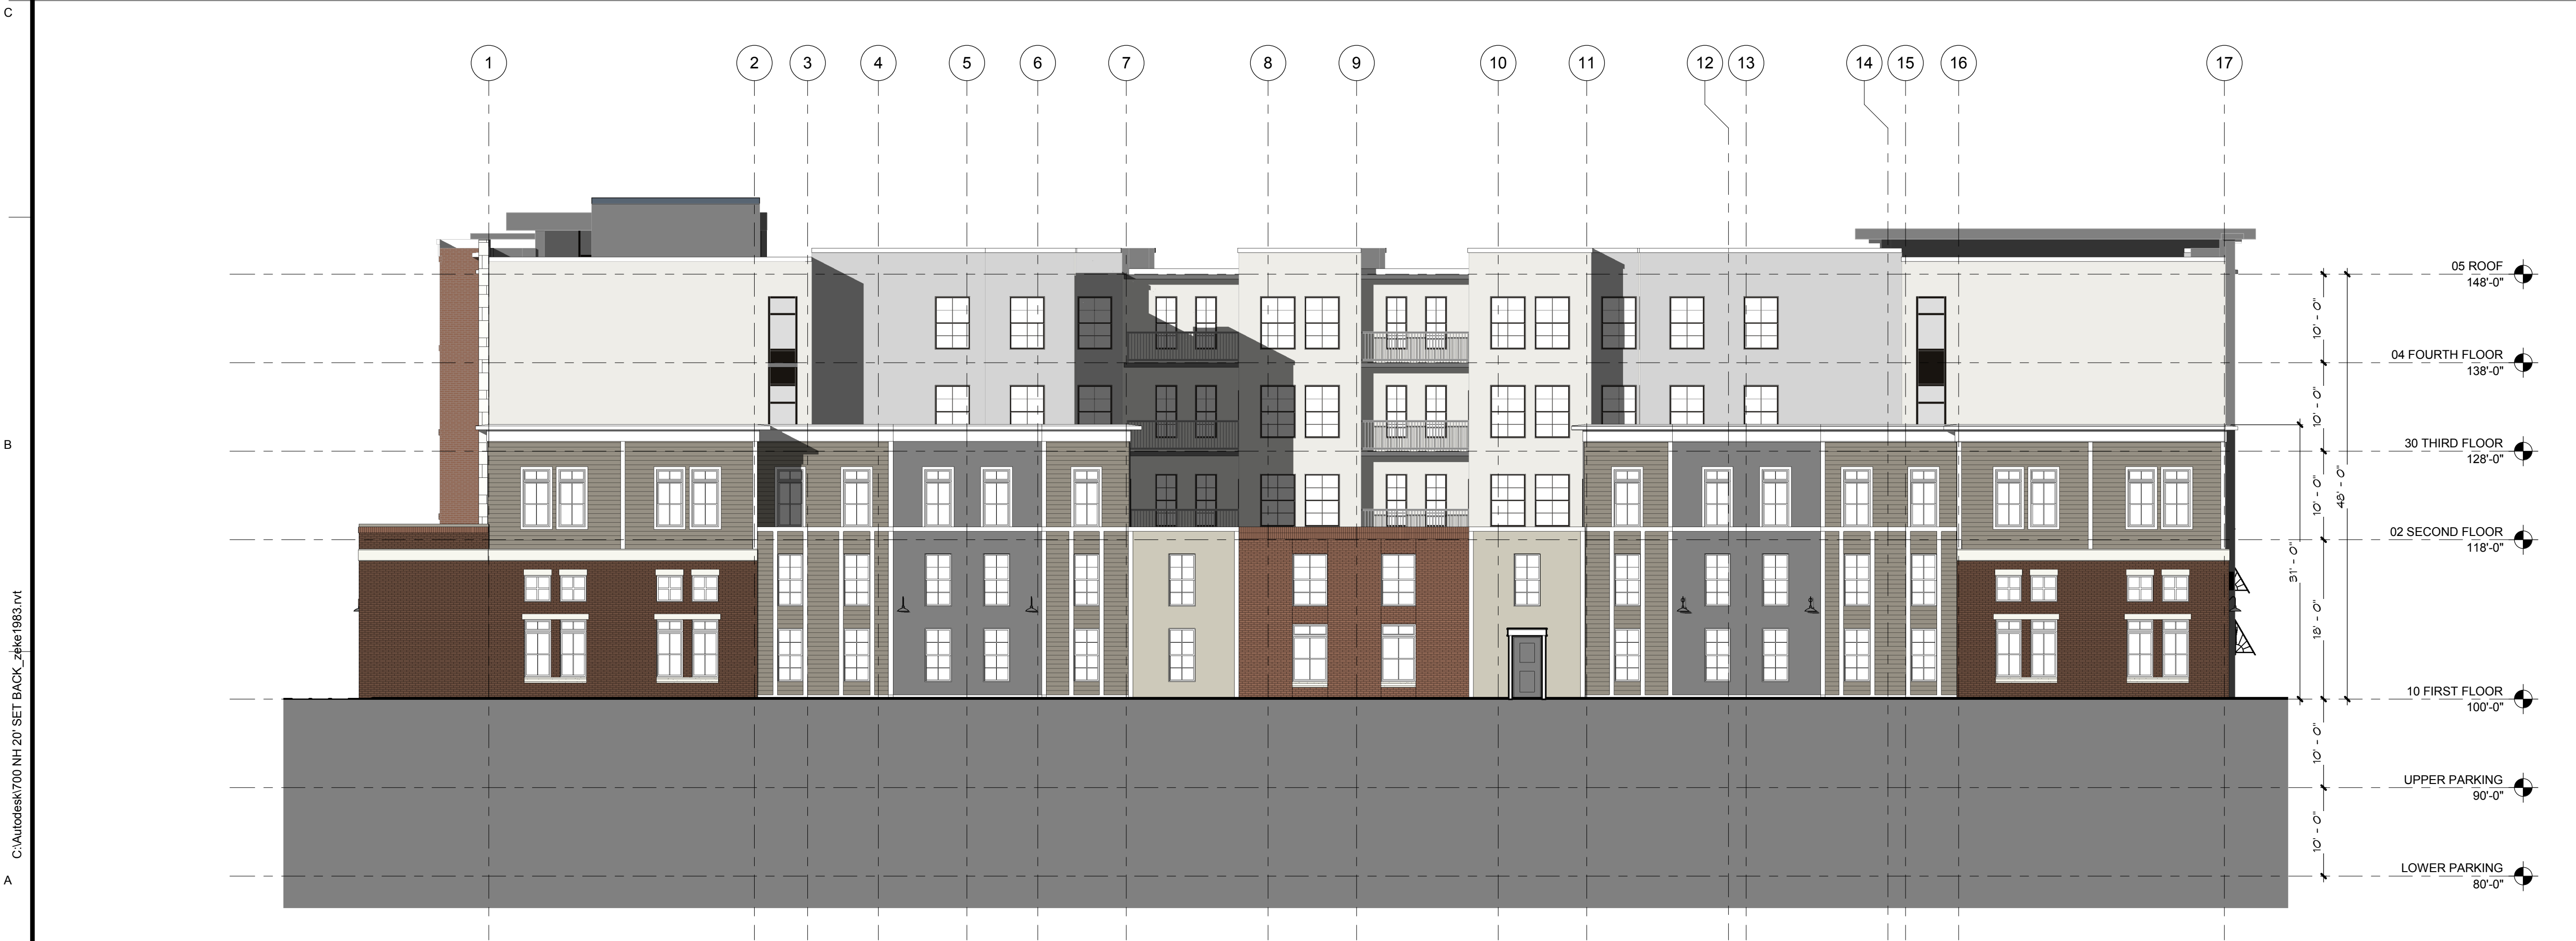 C
1 2 3 4 5 6 7 8 9 10 11 12 13 14 15 16 17
05 ROOF
148'-0"
10' - 0"
04 FOURTH FLOOR
138'-0"
10' - 0"
B
30 THIRD FLOOR
128'-0"
48' - 0"
10' - 0"
02 SECOND FLOOR
118'-0"
31' - 0"
18' - 0"
10 FIRST FLOOR
100'-0"
10' - 0"
UPPER PARKING
90'-0"
10' - 0"
LOWER PARKING
80'-0"
A
C:\Autodesk\7700 NH 20' SET BACK_zeke1983.rvt